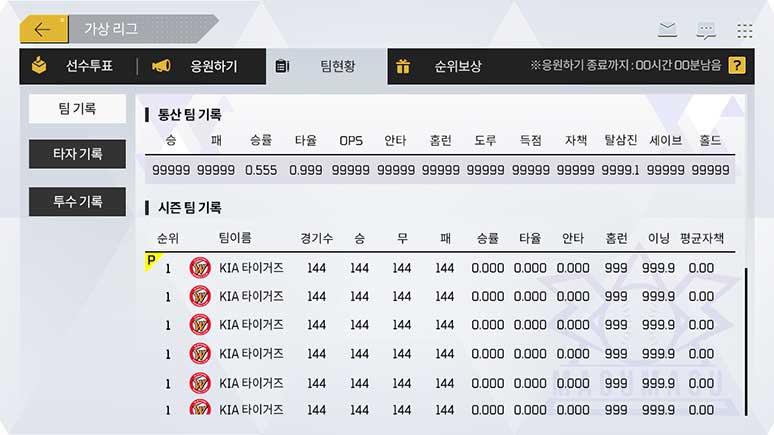 가상 리그
선수투표 응원하기 팀현황 순위보상 ※응원하기 종료까지 : 00시간 00분남음 ?
팀 기록
타자 기록
투수 기록
통산 팀 기록
승 패 승률 타율 OPS 안타 홈런 도루 득점 자책 탈삼진 세이브 홀드
99999 99999 0.555 0.999 99999 99999 99999 99999 99999 99999 9999.1 99999 99999
시즌 팀 기록
순위 팀이름 경기수 승 무 패 승률 타율 안타 홈런 이닝 평균자책
P 1 KIA 타이거즈 144 144 144 144 0.000 0.000 0.000 999 999.9 0.00
1 KIA 타이거즈 144 144 144 144 0.000 0.000 0.000 999 999.9 0.00
1 KIA 타이거즈 144 144 144 144 0.000 0.000 0.000 999 999.9 0.00
1 KIA 타이거즈 144 144 144 144 0.000 0.000 0.000 999 999.9 0.00
1 KIA 타이거즈 144 144 144 144 0.000 0.000 0.000 999 999.9 0.00
1 KIA 타이거즈 144 144 144 144 0.000 0.000 0.000 999 999.9 0.00
MAGUMAGU